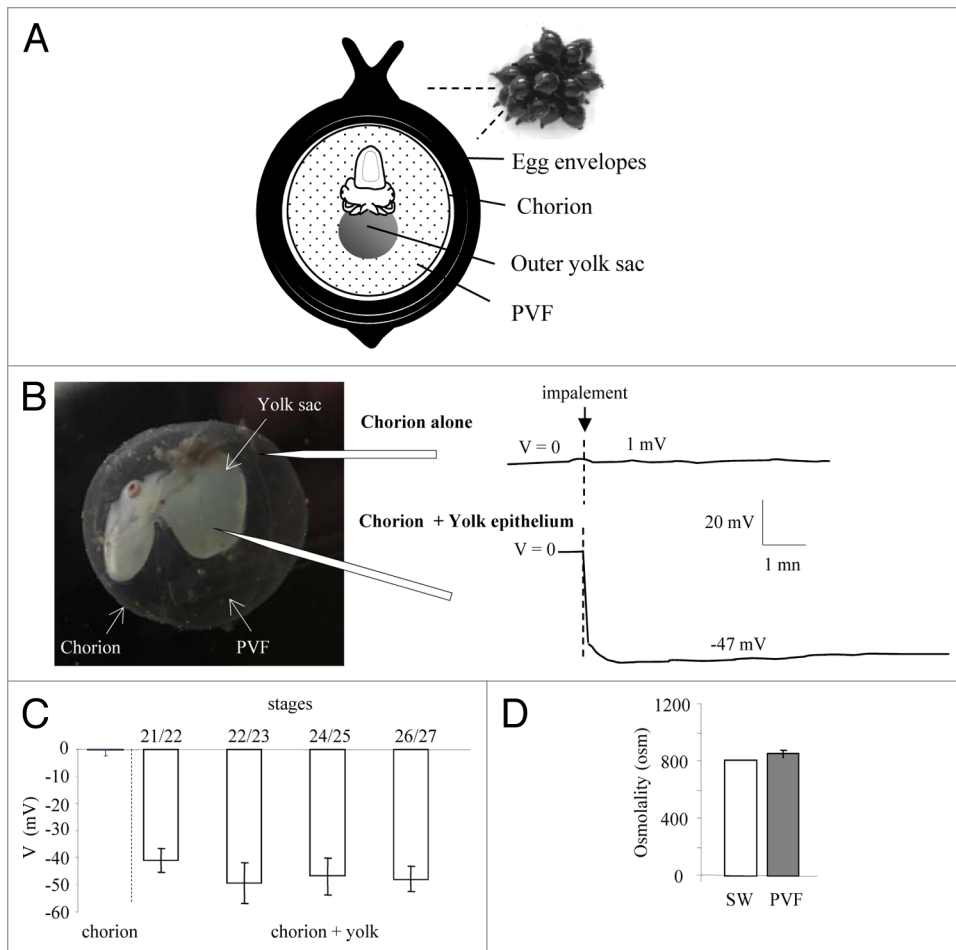 A
Egg envelopes
Chorion
Outer yolk sac
PVF
B
Yolk sac
Chorion alone
impalement
V = 0
1 mV
Chorion + Yolk epithelium
V = 0
20 mV
1 mn
-47 mV
Chorion
PVF
C
stages
21/22 22/23 24/25 26/27
0
-10
-20
-30
-40
-50
-60
V (mV)
chorion
chorion + yolk
D
1200
800
400
0
Osmolality (osm)
SW PVF